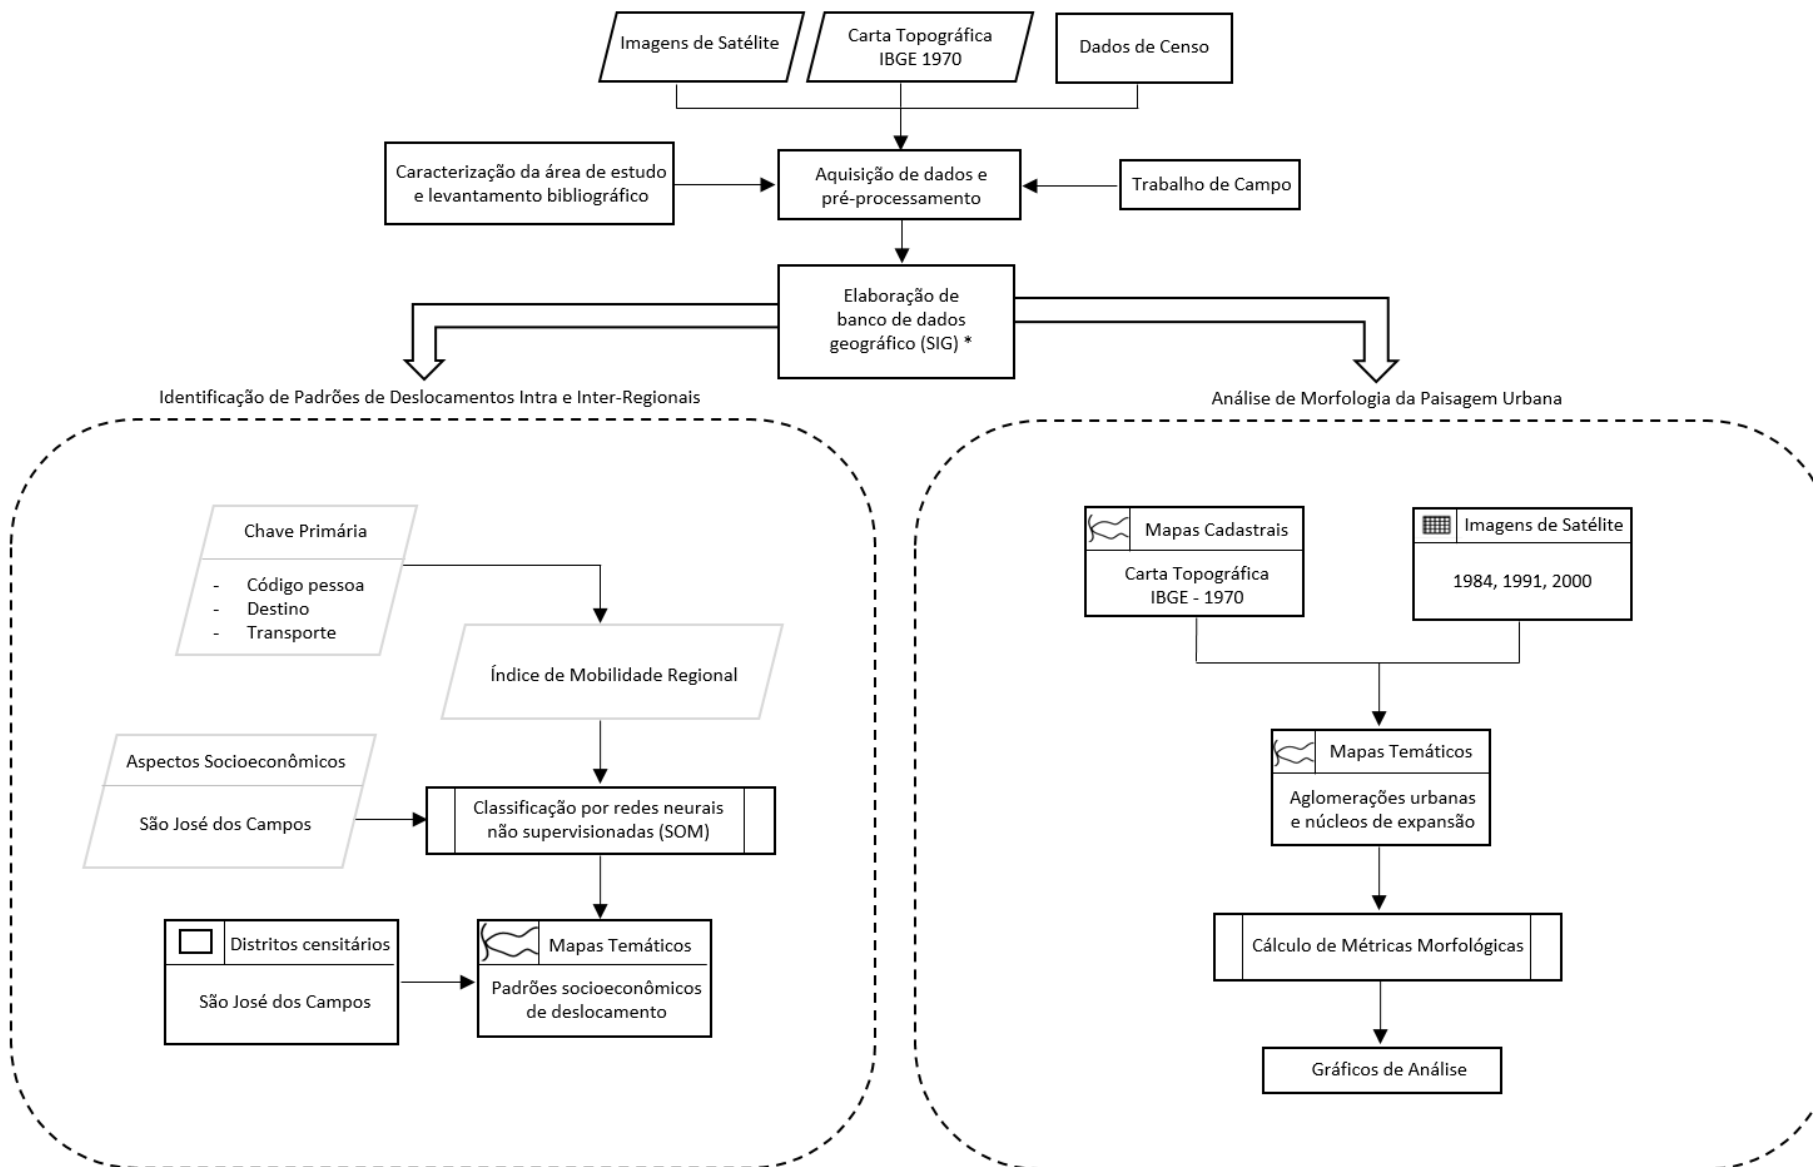 Imagens de Satélite
Carta Topográfica
IBGE 1970
Dados de Censo
Caracterização da área de estudo
e levantamento bibliográfico
Aquisição de dados e
pré-processamento
Trabalho de Campo
Elaboração de
banco de dados
geográfico (SIG) *
Identificação de Padrões de Deslocamentos Intra e Inter-Regionais
Chave Primária
- Código pessoa
- Destino
- Transporte
Índice de Mobilidade Regional
Aspectos Socioeconômicos
São José dos Campos
Classificação por redes neurais
não supervisionadas (SOM)
Distritos censitários
São José dos Campos
Mapas Temáticos
Padrões socioeconômicos
de deslocamento
Análise de Morfologia da Paisagem Urbana
Mapas Cadastrais
Carta Topográfica
IBGE - 1970
Imagens de Satélite
1984, 1991, 2000
Mapas Temáticos
Aglomerações urbanas
e núcleos de expansão
Cálculo de Métricas Morfológicas
Gráficos de Análise